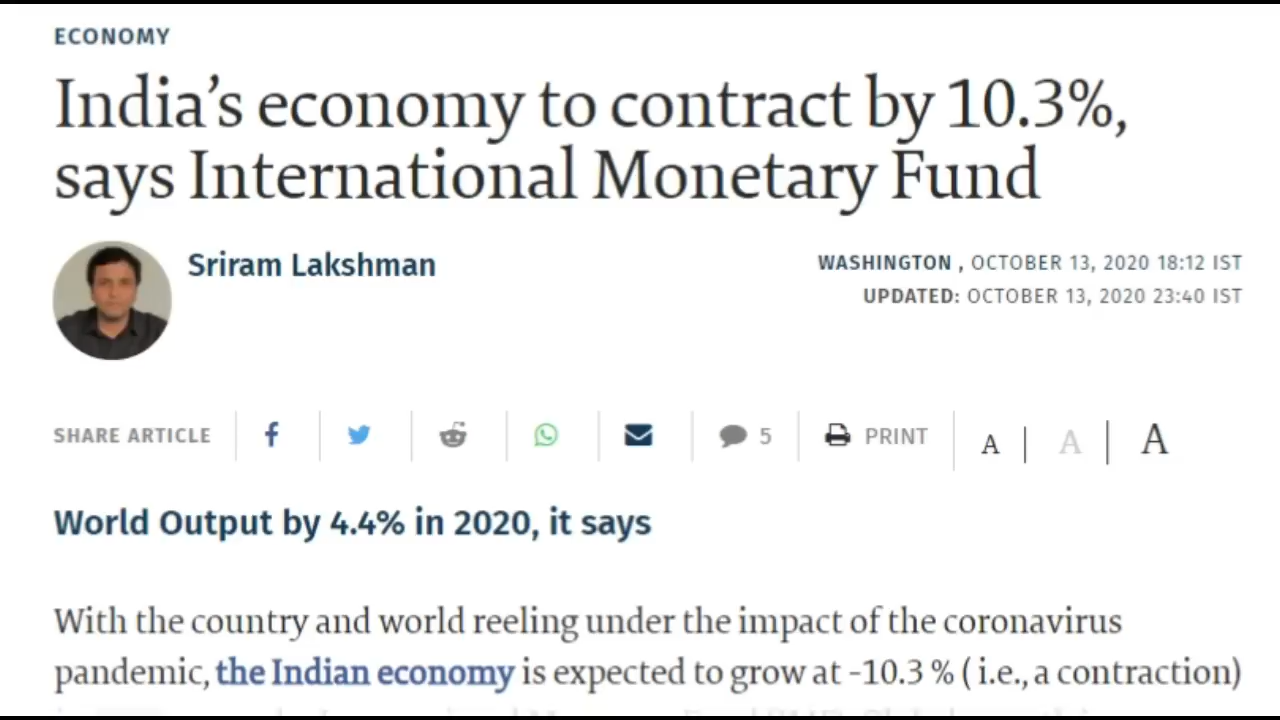 ECONOMY
India’s economy to contract by 10.3%,
says International Monetary Fund
Sriram Lakshman
WASHINGTON , OCTOBER 13, 2020 18:12 IST
UPDATED: OCTOBER 13, 2020 23:40 IST
SHARE ARTICLE 5 PRINT A A A
World Output by 4.4% in 2020, it says
With the country and world reeling under the impact of the coronavirus
pandemic, the Indian economy is expected to grow at -10.3 % ( i.e., a contraction)